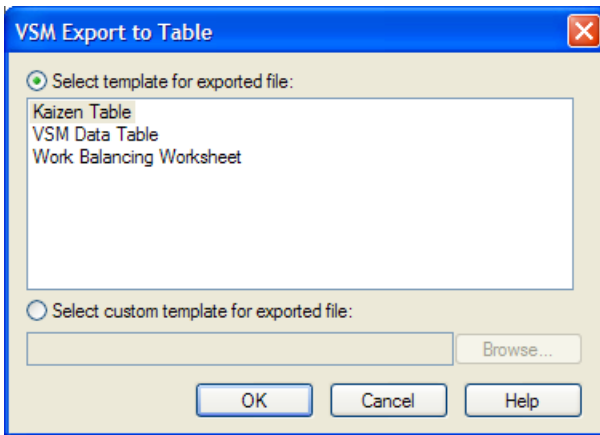 VSM Export to Table
Select template for exported file:
Kaizen Table
VSM Data Table
Work Balancing Worksheet
Select custom template for exported file:
Browse...
OK Cancel Help